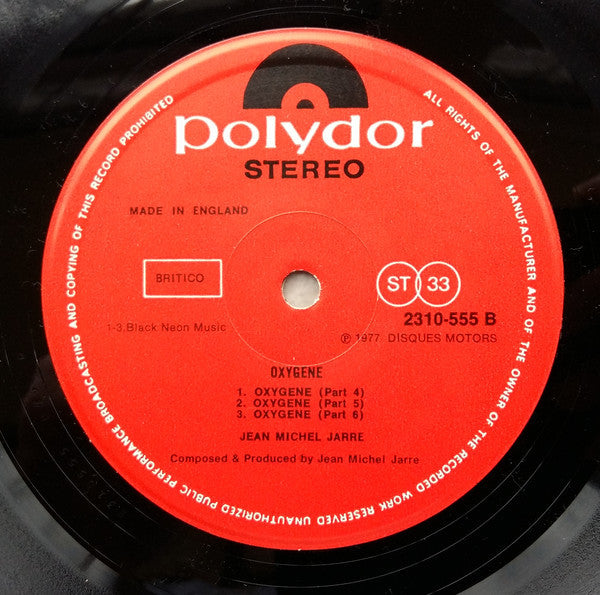 polydor
STEREO
MADE IN ENGLAND
BRITICO
ST 33
2310-555 B
1-3. Black Neon Music
℗ 1977 DISQUES MOTORS
OXYGENE
1. OXYGENE (Part 4)
2. OXYGENE (Part 5)
3. OXYGENE (Part 6)
JEAN MICHEL JARRE
Composed & Produced by Jean Michel Jarre
ALL RIGHTS OF THE MANUFACTURER AND OF THE OWNER OF THE RECORDED WORK RESERVED UNAUTHORIZED PUBLIC PERFORMANCE BROADCASTING AND COPYING OF THIS RECORD PROHIBITED